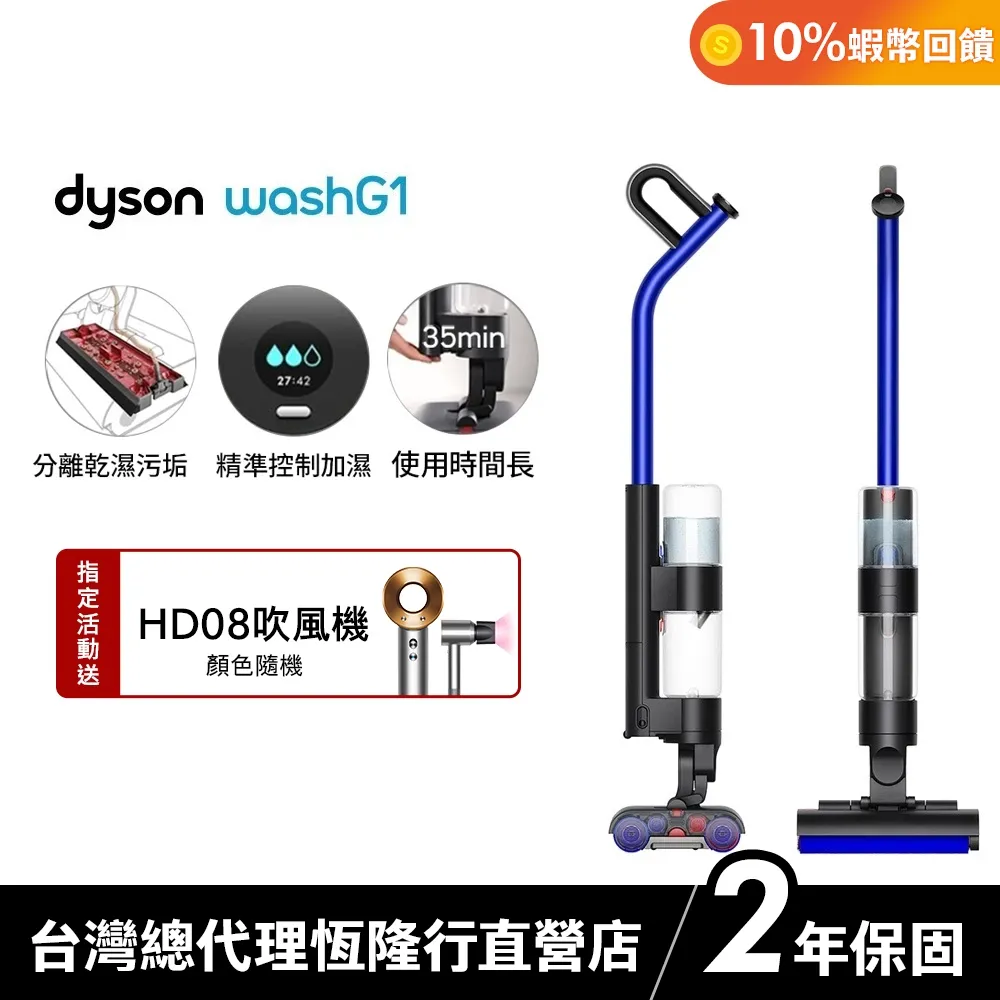 S 10%蝦幣回饋
dyson washG1
35min
27:42
分離乾濕污垢 精準控制加濕 使用時間長
指定活動送
HD08吹風機
顏色隨機
台灣總代理恆隆行直營店 2年保固